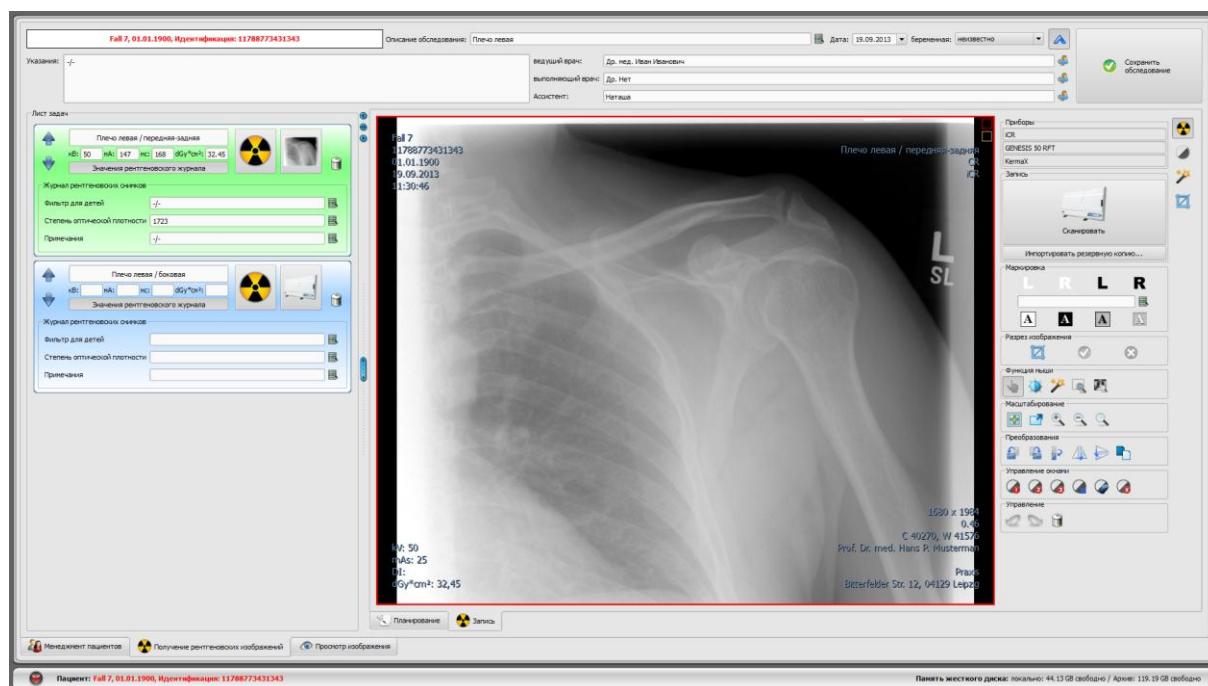 Fall 7, 01.01.1900, Идентификация: 11788773431343
Описание обследования: Плечо левая
Дата: 19.09.2013
беременная: неизвестно
Сохранить
обследование
Указания: -/-
ведущий врач: Др. мед. Иван Иванович
выполняющий врач: Др. Нет
Ассистент: Наташа
Лист задач
Плечо левая / передняя-задняя
кВ: 50 мА: 147 мс: 168 dGy*cm²: 32.45
Значения рентгеновского журнала
Журнал рентгеновских снимков
Фильтр для детей -/-
Степень оптической плотности 1723
Примечания -/-
Плечо левая / боковая
кВ: мА: мс: dGy*cm²:
Значения рентгеновского журнала
Журнал рентгеновских снимков
Фильтр для детей
Степень оптической плотности
Примечания
Fall 7
11788773431343
01.01.1900
19.09.2013
11:30:46
Плечо левая / передняя-задняя
CR
iCR
L
SL
1680 x 1984
0.46
C 40270, W 41576
Prof. Dr. med. Hans P. Musterman
Praxis
Bitterfelder Str. 12, 04129 Leipzig
kV: 50
mAs: 25
DI:
dGy*cm²: 32,45
Приборы
iCR
GENESIS 50 RFT
KermaX
Запись
Сканировать
Импортировать резервную копию...
Маркировка
L R L R
A A A A
Разрез изображения
Функция мыши
Масштабирование
Преобразования
Управление окнами
Управление
Планирование
Запись
Менеджмент пациентов
Получение рентгеновских изображений
Просмотр изображения
Пациент: Fall 7, 01.01.1900, Идентификация: 11788773431343
Память жесткого диска: локально: 44.13 GB свободно / Архив: 119.19 GB свободно